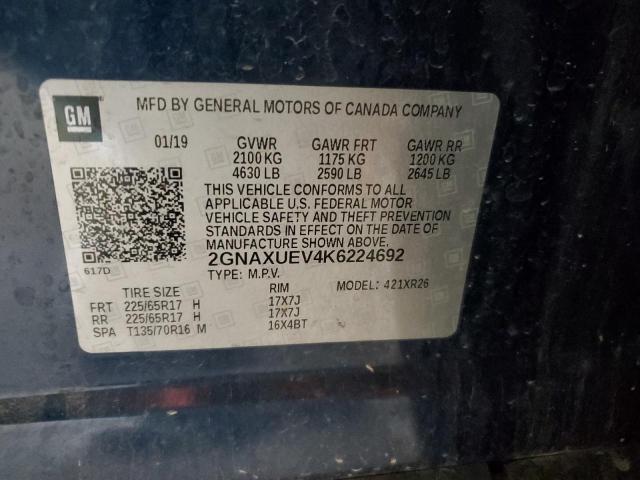 GM
MFD BY GENERAL MOTORS OF CANADA COMPANY
01/19 GVWR GAWR FRT GAWR RR
2100 KG 1175 KG 1200 KG
4630 LB 2590 LB 2645 LB
THIS VEHICLE CONFORMS TO ALL
APPLICABLE U.S. FEDERAL MOTOR
VEHICLE SAFETY AND THEFT PREVENTION
STANDARDS IN EFFECT ON THE DATE OF
MANUFACTURE SHOWN ABOVE.
617D 2GNAXUEV4K6224692
TYPE: M.P.V. MODEL: 421XR26
TIRE SIZE RIM
FRT 225/65R17 H 17X7J
RR 225/65R17 H 17X7J
SPA T135/70R16 M 16X4BT